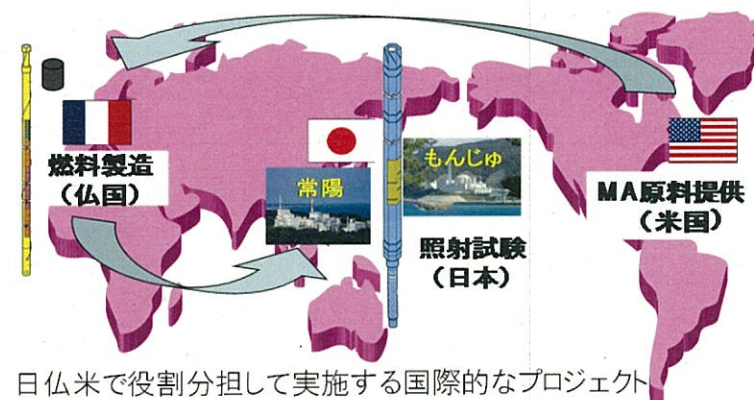 燃料製造
(仏国)
常陽
もんじゅ
照射試験
(日本)
MA原料提供
(米国)
日仏米で役割分担して実施する国際的なプロジェクト